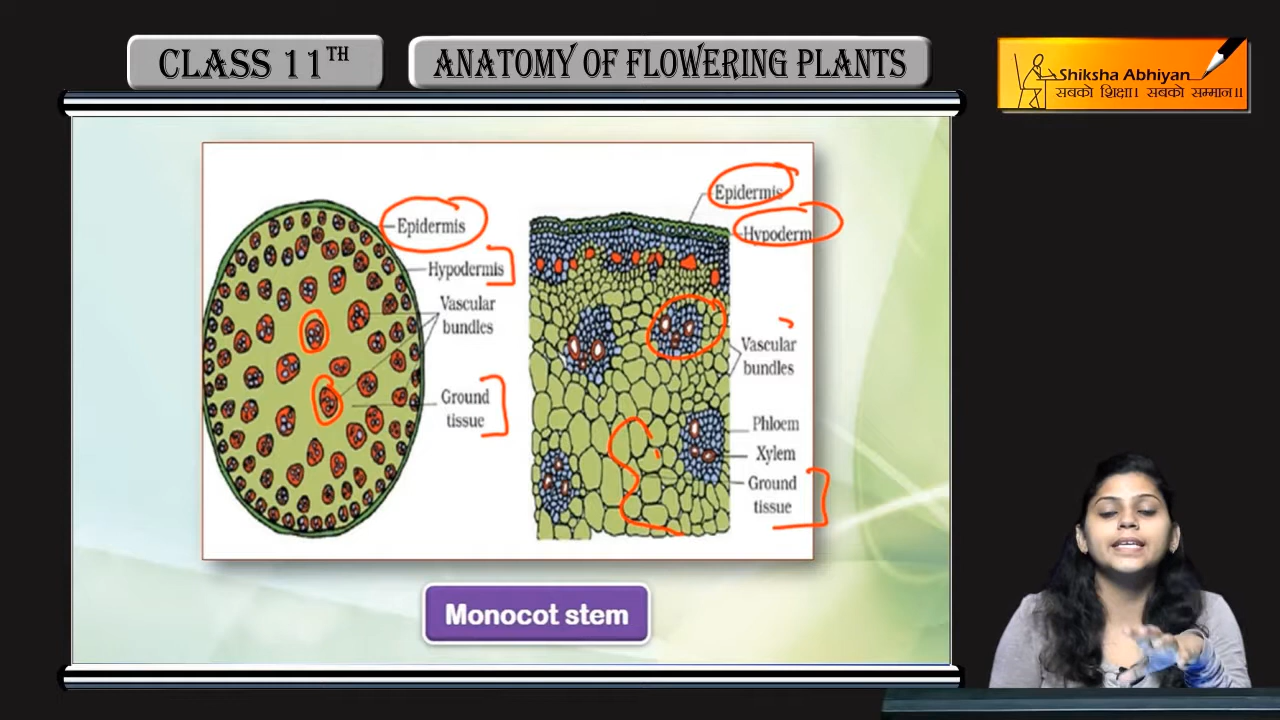 CLASS 11TH
ANATOMY OF FLOWERING PLANTS
Shiksha Abhiyan
सबको शिक्षा। सबको सम्मान॥
Epidermis
Hypodermis
Vascular
bundles
Ground
tissue
Epidermis
Hypoderm
Vascular
bundles
Phloem
Xylem
Ground
tissue
Monocot stem